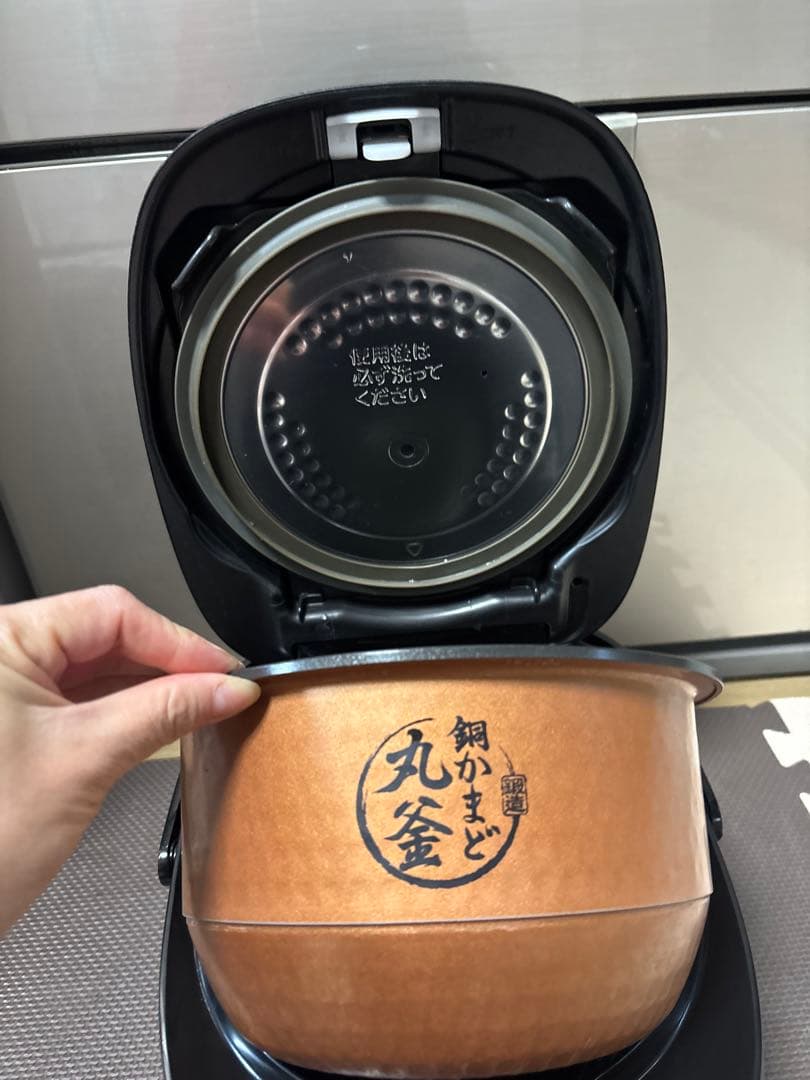 使用後は
必ず洗って
ください
銅かまど
丸釜
鍛造